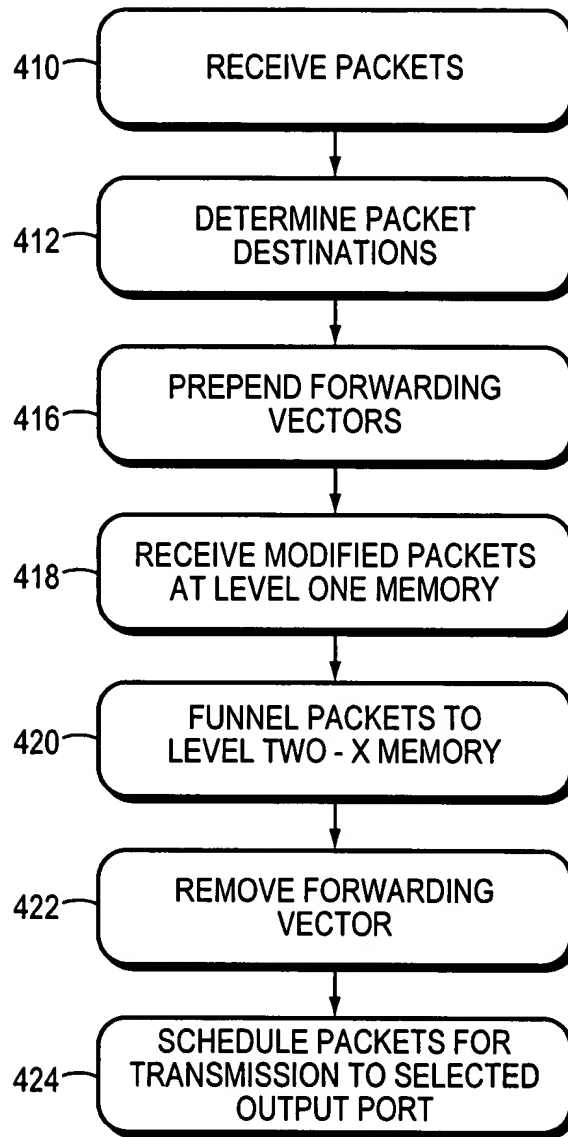 410
RECEIVE PACKETS
412
DETERMINE PACKET
DESTINATIONS
416
PREPEND FORWARDING
VECTORS
418
RECEIVE MODIFIED PACKETS
AT LEVEL ONE MEMORY
420
FUNNEL PACKETS TO
LEVEL TWO - X MEMORY
422
REMOVE FORWARDING
VECTOR
424
SCHEDULE PACKETS FOR
TRANSMISSION TO SELECTED
OUTPUT PORT